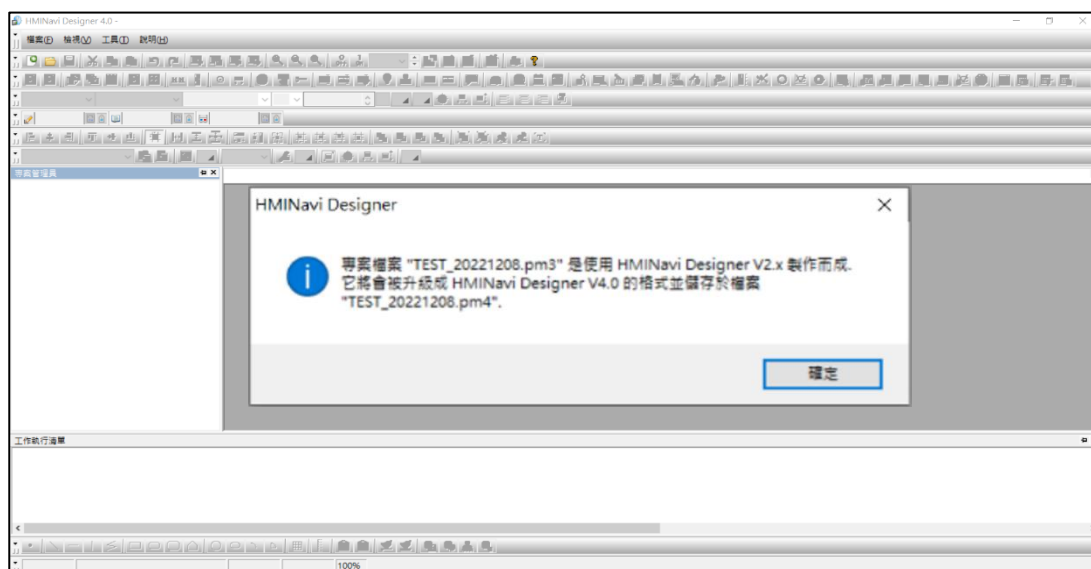 HMINavi Designer 4.0 -
檔案(F) 檢視(V) 工具(T) 說明(H)
專案管理員
HMINavi Designer
專案檔案 "TEST_20221208.pm3" 是使用 HMINavi Designer V2.x 製作而成.
它將會被升級成 HMINavi Designer V4.0 的格式並儲存於檔案
"TEST_20221208.pm4".
確定
工作執行清單
100%